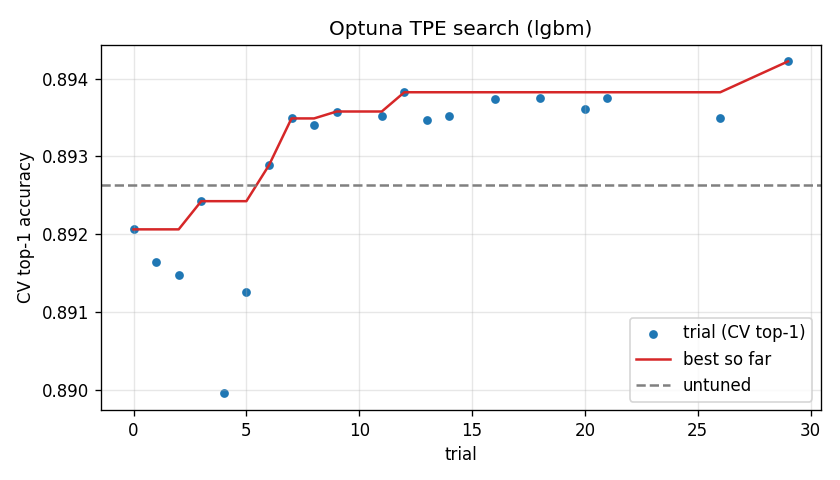 Optuna TPE search (lgbm)
CV top-1 accuracy
0.894
0.893
0.892
0.891
0.890
trial (CV top-1)
best so far
untuned
0 5 10 15 20 25 30
trial